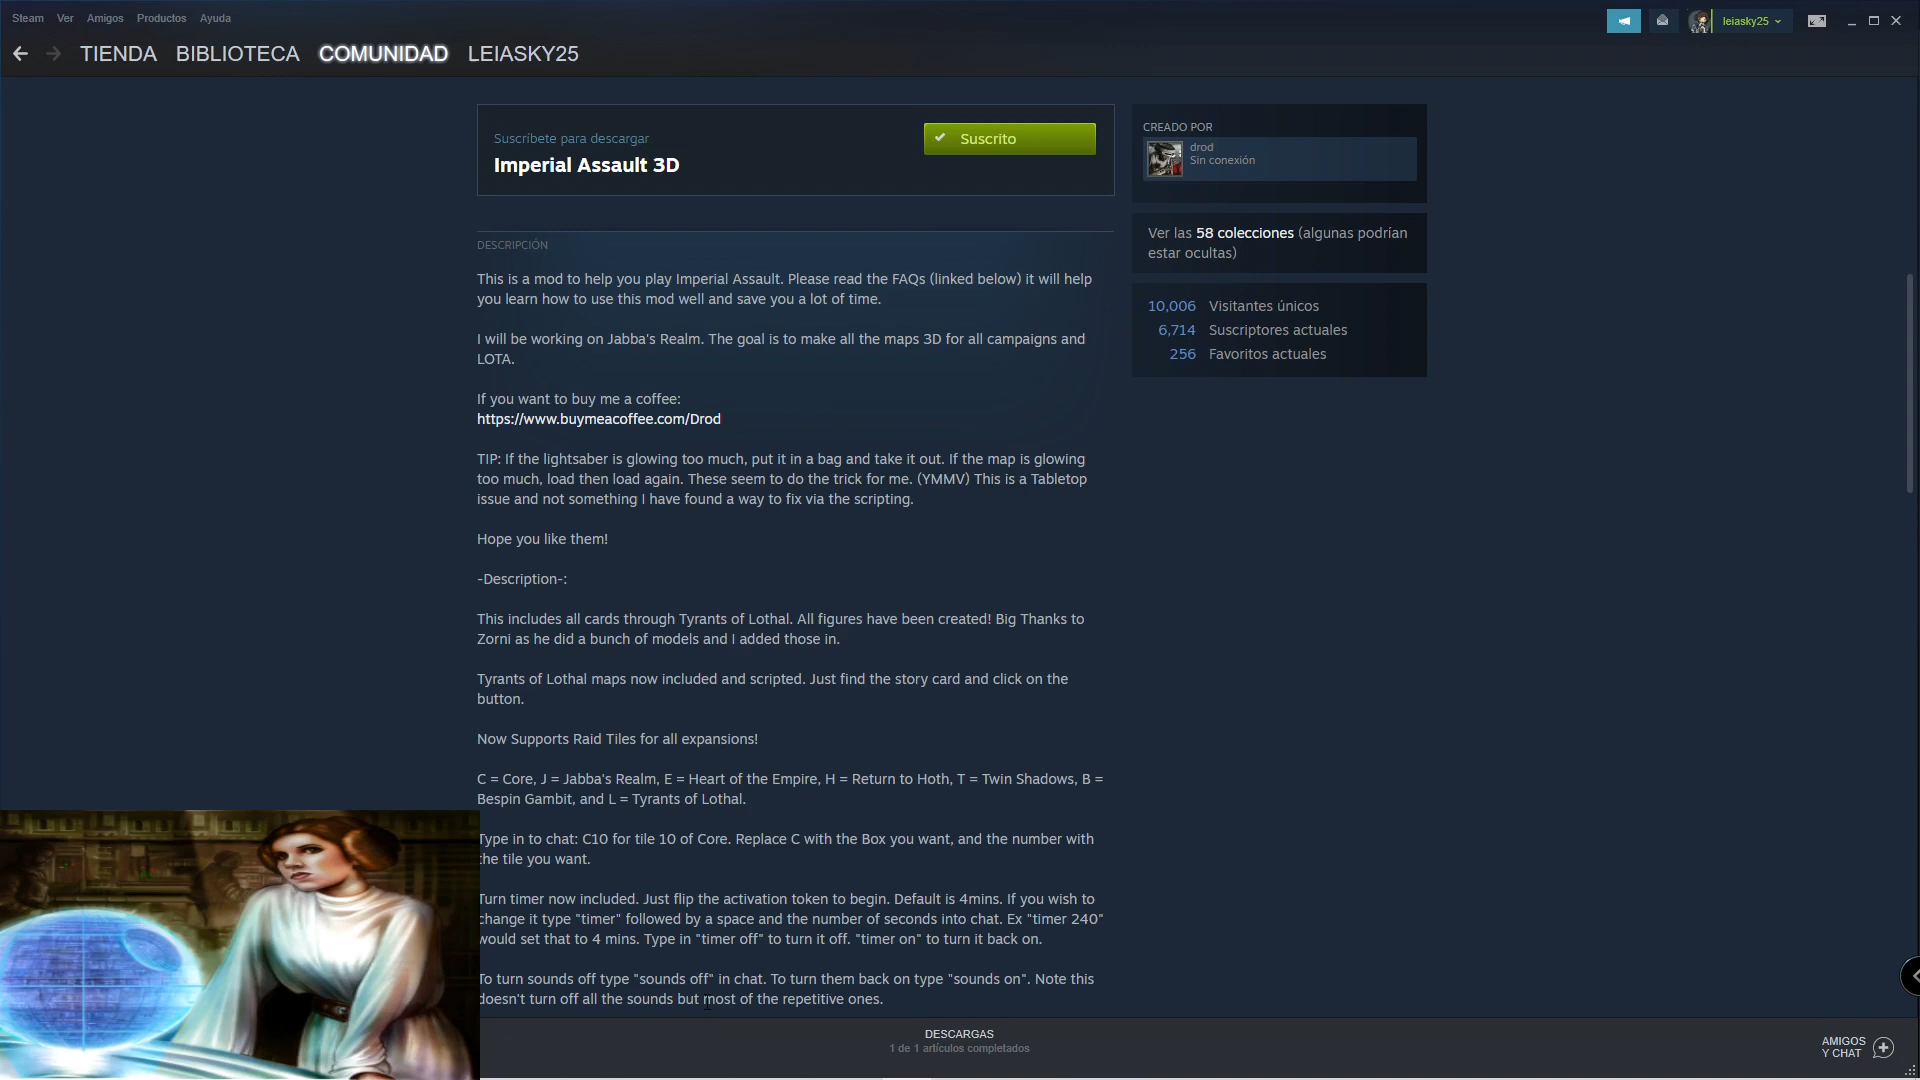 Steam Ver Amigos Productos Ayuda
leiasky25
TIENDA BIBLIOTECA COMUNIDAD LEIASKY25
Suscríbete para descargar
Imperial Assault 3D
Suscrito
CREADO POR
drod
Sin conexión
Ver las 58 colecciones (algunas podrían
estar ocultas)
10,006 Visitantes únicos
6,714 Suscriptores actuales
256 Favoritos actuales
DESCRIPCIÓN
This is a mod to help you play Imperial Assault. Please read the FAQs (linked below) it will help
you learn how to use this mod well and save you a lot of time.
I will be working on Jabba's Realm. The goal is to make all the maps 3D for all campaigns and
LOTA.
If you want to buy me a coffee:
https://www.buymeacoffee.com/Drod
TIP: If the lightsaber is glowing too much, put it in a bag and take it out. If the map is glowing
too much, load then load again. These seem to do the trick for me. (YMMV) This is a Tabletop
issue and not something I have found a way to fix via the scripting.
Hope you like them!
-Description-:
This includes all cards through Tyrants of Lothal. All figures have been created! Big Thanks to
Zorni as he did a bunch of models and I added those in.
Tyrants of Lothal maps now included and scripted. Just find the story card and click on the
button.
Now Supports Raid Tiles for all expansions!
C = Core, J = Jabba's Realm, E = Heart of the Empire, H = Return to Hoth, T = Twin Shadows, B =
Bespin Gambit, and L = Tyrants of Lothal.
Type in to chat: C10 for tile 10 of Core. Replace C with the Box you want, and the number with
the tile you want.
Turn timer now included. Just flip the activation token to begin. Default is 4mins. If you wish to
change it type "timer" followed by a space and the number of seconds into chat. Ex "timer 240"
would set that to 4 mins. Type in "timer off" to turn it off. "timer on" to turn it back on.
To turn sounds off type "sounds off" in chat. To turn them back on type "sounds on". Note this
doesn't turn off all the sounds but most of the repetitive ones.
DESCARGAS
1 de 1 artículos completados
AMIGOS
Y CHAT